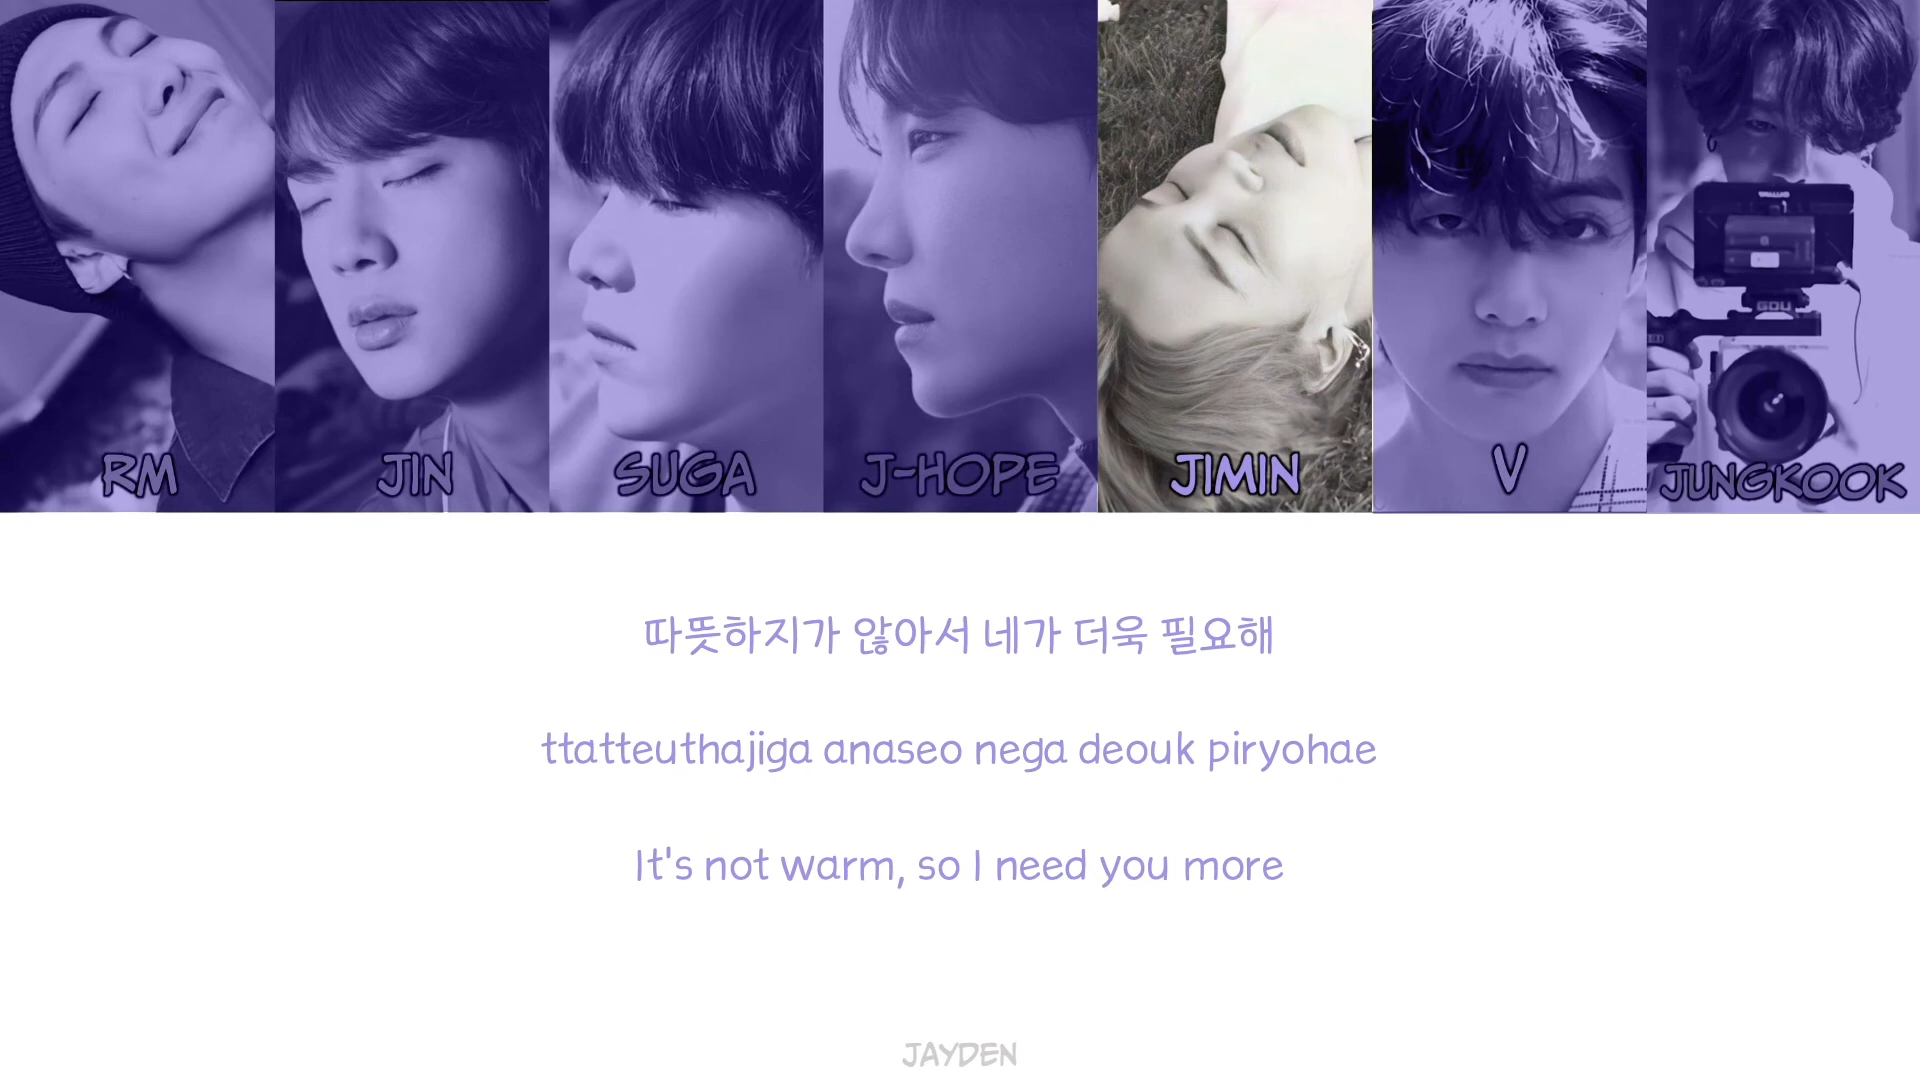 RM JIN SUGA J-HOPE JIMIN V JUNGKOOK
따뜻하지가 않아서 네가 더욱 필요해
ttatteuthajiga anaseo nega deouk piryohae
It's not warm, so I need you more
JAYDEN